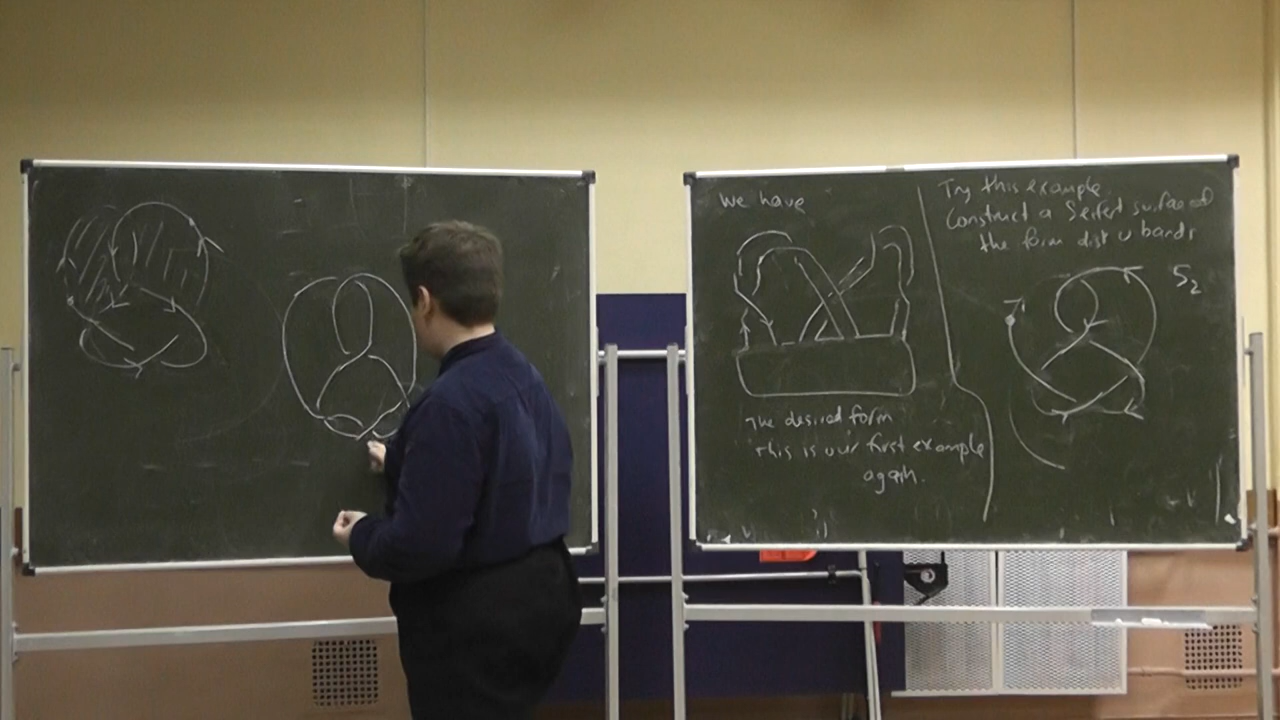 We have
The desired form
This is our first example
again.
Try this example.
Construct a Seifert surface of
the form disk ∪ bands
5₂